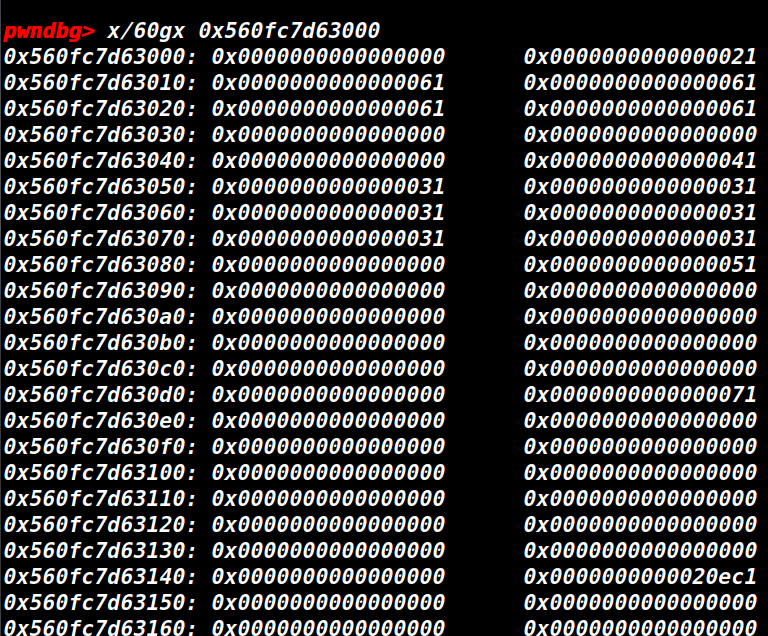 pwndbg> x/60gx 0x560fc7d63000
0x560fc7d63000: 0x0000000000000000 0x0000000000000021
0x560fc7d63010: 0x0000000000000061 0x0000000000000061
0x560fc7d63020: 0x0000000000000061 0x0000000000000061
0x560fc7d63030: 0x0000000000000000 0x0000000000000000
0x560fc7d63040: 0x0000000000000000 0x0000000000000041
0x560fc7d63050: 0x0000000000000031 0x0000000000000031
0x560fc7d63060: 0x0000000000000031 0x0000000000000031
0x560fc7d63070: 0x0000000000000031 0x0000000000000031
0x560fc7d63080: 0x0000000000000000 0x0000000000000051
0x560fc7d63090: 0x0000000000000000 0x0000000000000000
0x560fc7d630a0: 0x0000000000000000 0x0000000000000000
0x560fc7d630b0: 0x0000000000000000 0x0000000000000000
0x560fc7d630c0: 0x0000000000000000 0x0000000000000000
0x560fc7d630d0: 0x0000000000000000 0x0000000000000071
0x560fc7d630e0: 0x0000000000000000 0x0000000000000000
0x560fc7d630f0: 0x0000000000000000 0x0000000000000000
0x560fc7d63100: 0x0000000000000000 0x0000000000000000
0x560fc7d63110: 0x0000000000000000 0x0000000000000000
0x560fc7d63120: 0x0000000000000000 0x0000000000000000
0x560fc7d63130: 0x0000000000000000 0x0000000000000000
0x560fc7d63140: 0x0000000000000000 0x0000000000020ec1
0x560fc7d63150: 0x0000000000000000 0x0000000000000000
0x560fc7d63160: 0x0000000000000000 0x0000000000000000